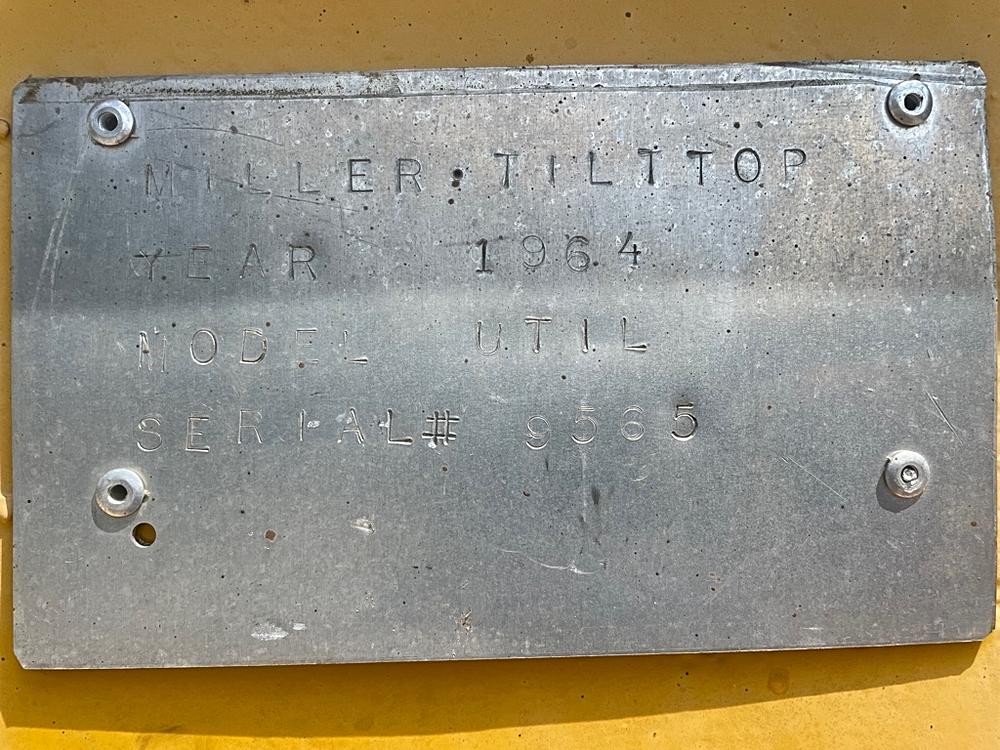 MILLER TILTTOP
YEAR 1964
MODEL UTIL
SERIAL# 9565